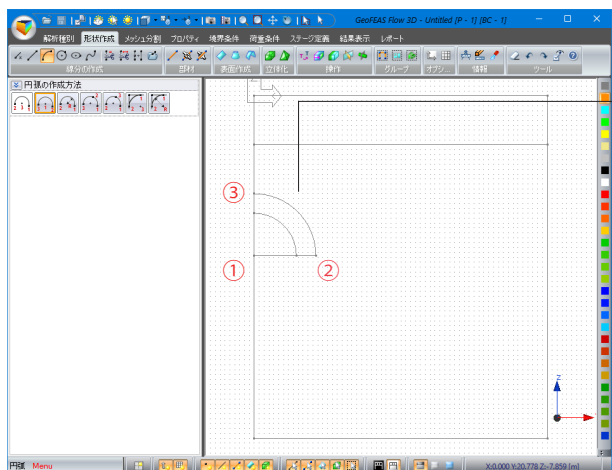 GeoFEAS Flow 3D - Untitled [P - 1] [BC - 1]
解析種別 形状作成 メッシュ分割 プロパティ 境界条件 荷重条件 ステージ定義 結果表示 レポート
線分の作成 部材 表面作成 立体化 操作 グループ オプシ... 情報 ツール
円弧の作成方法
③
① ②
Z
円弧 Menu X:0.000 Y:20.778 Z:-7.859 [m]